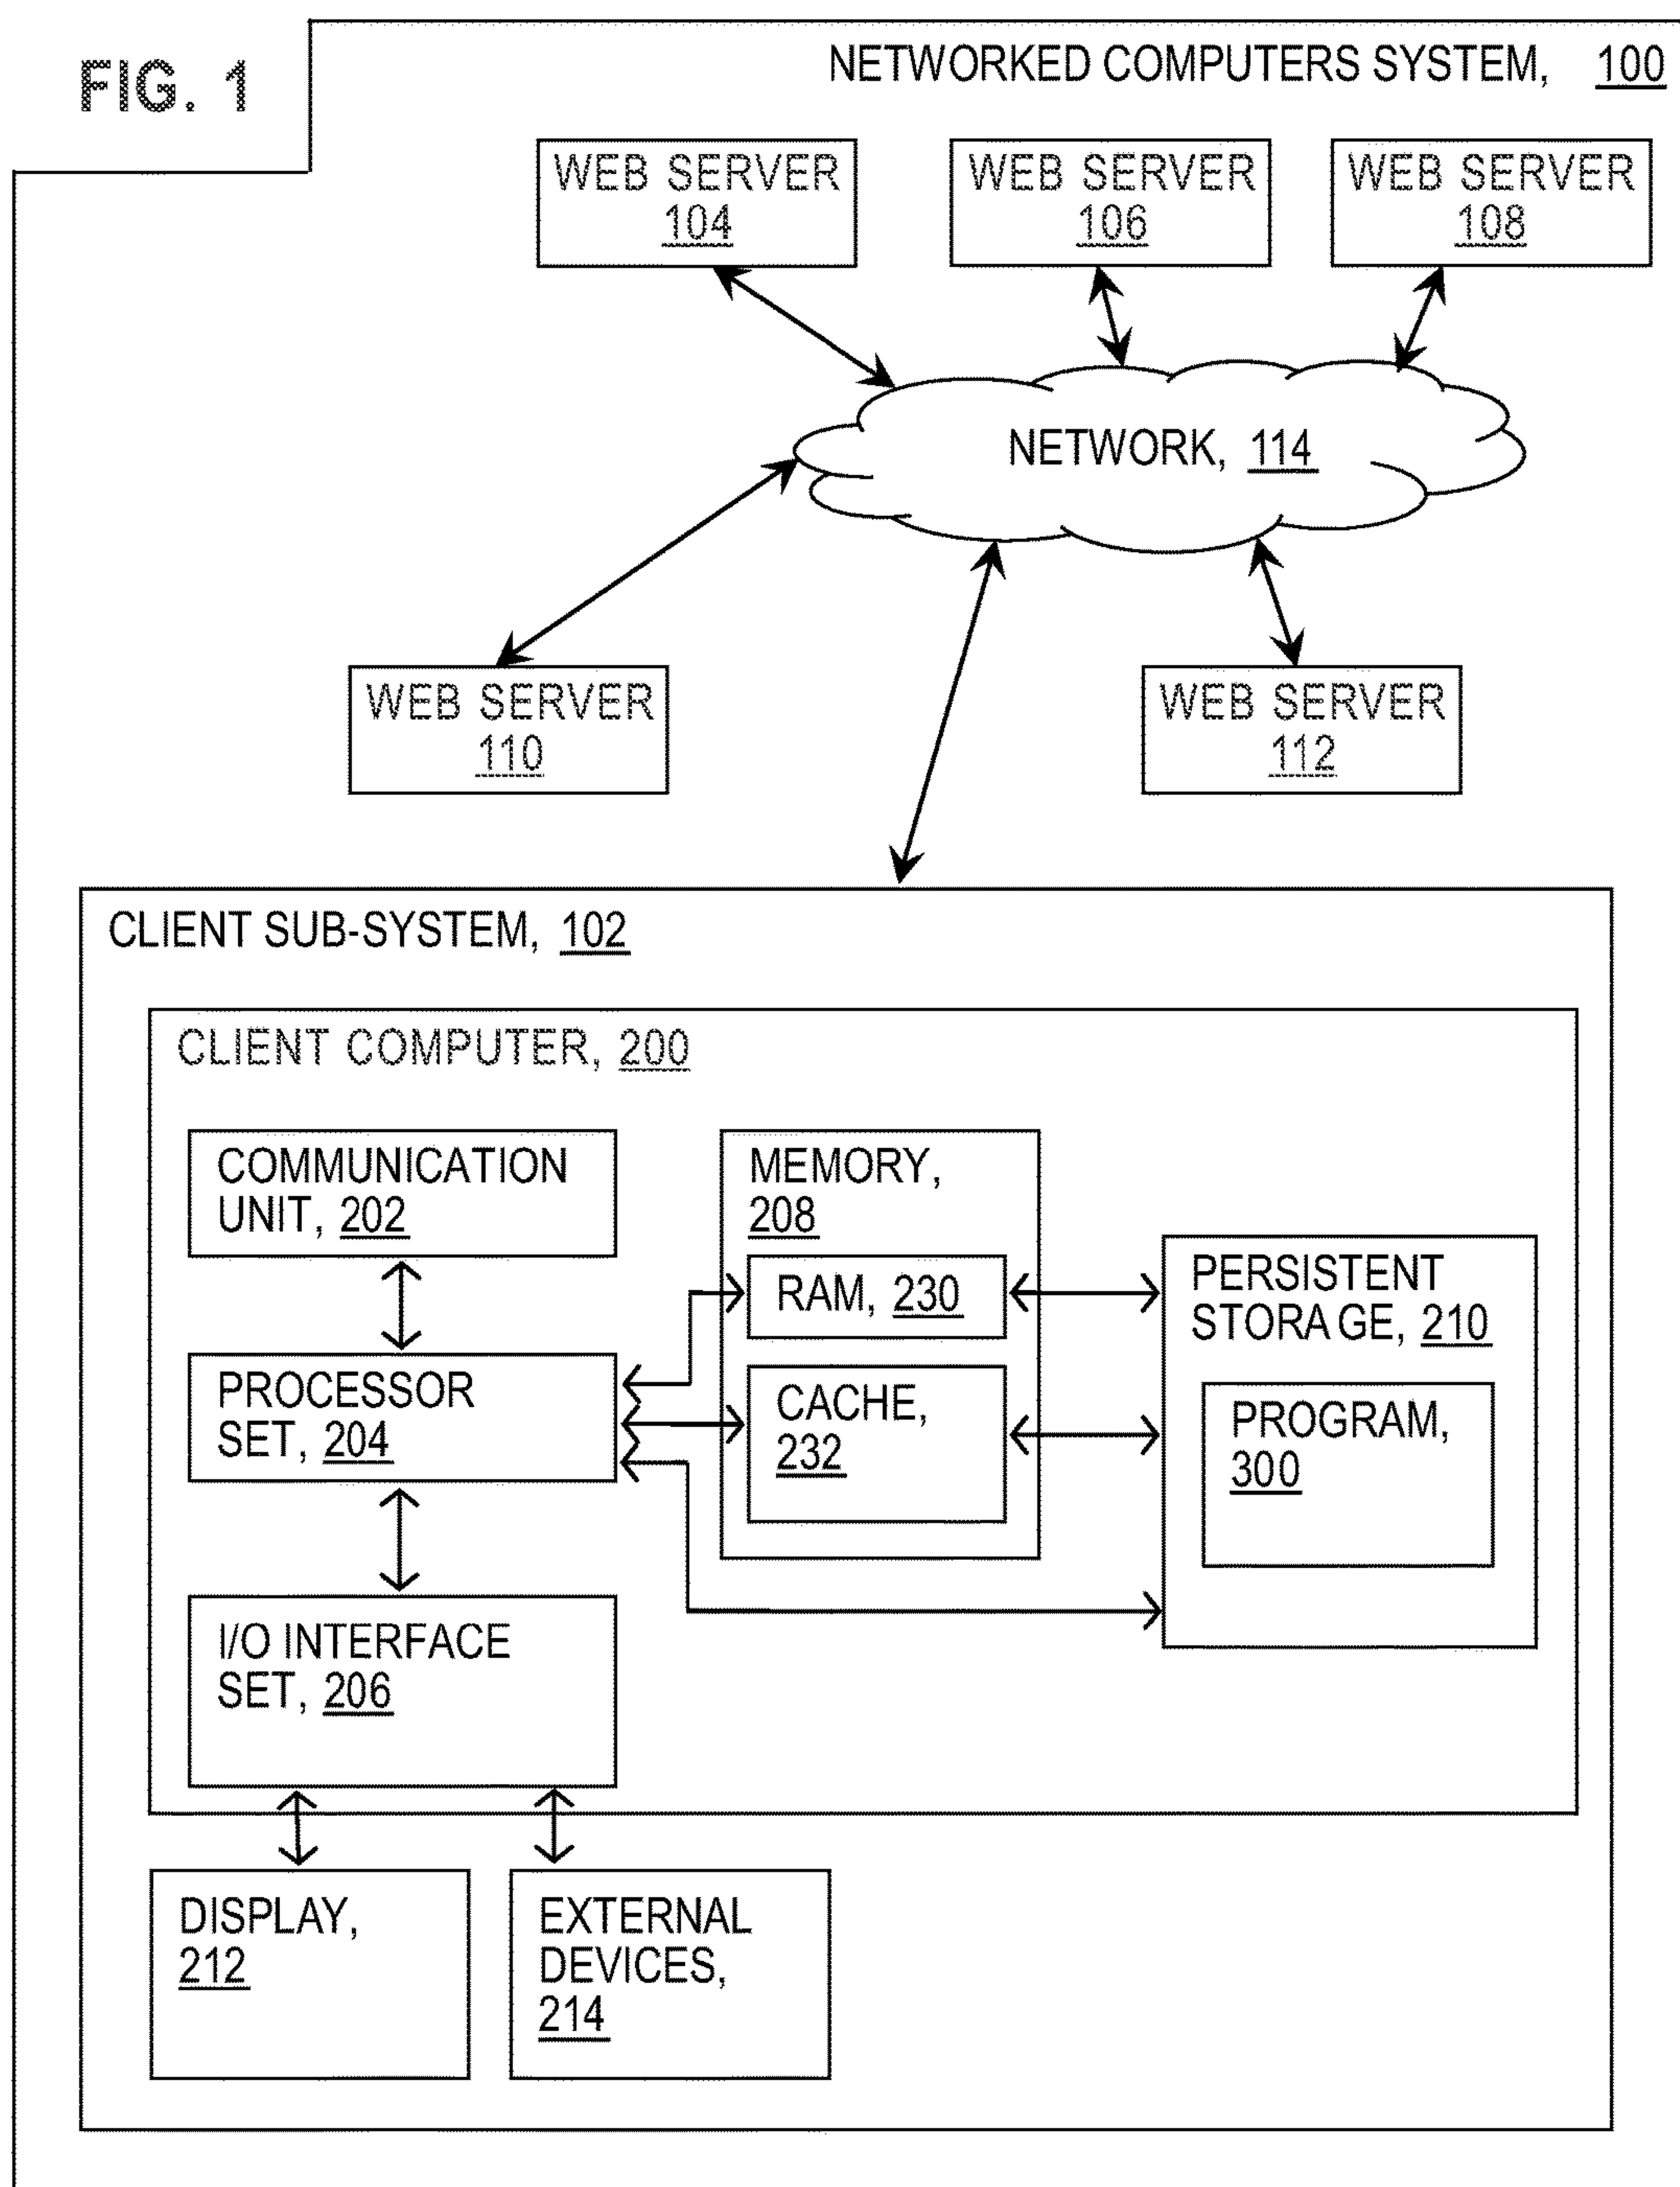 FIG. 1
NETWORKED COMPUTERS SYSTEM, 100
WEB SERVER
104
WEB SERVER
106
WEB SERVER
108
NETWORK, 114
WEB SERVER
110
WEB SERVER
112
CLIENT SUB-SYSTEM, 102
CLIENT COMPUTER, 200
COMMUNICATION
UNIT, 202
MEMORY,
208
RAM, 230
PERSISTENT
STORAGE, 210
PROCESSOR
SET, 204
CACHE,
232
PROGRAM,
300
I/O INTERFACE
SET, 206
DISPLAY,
212
EXTERNAL
DEVICES,
214